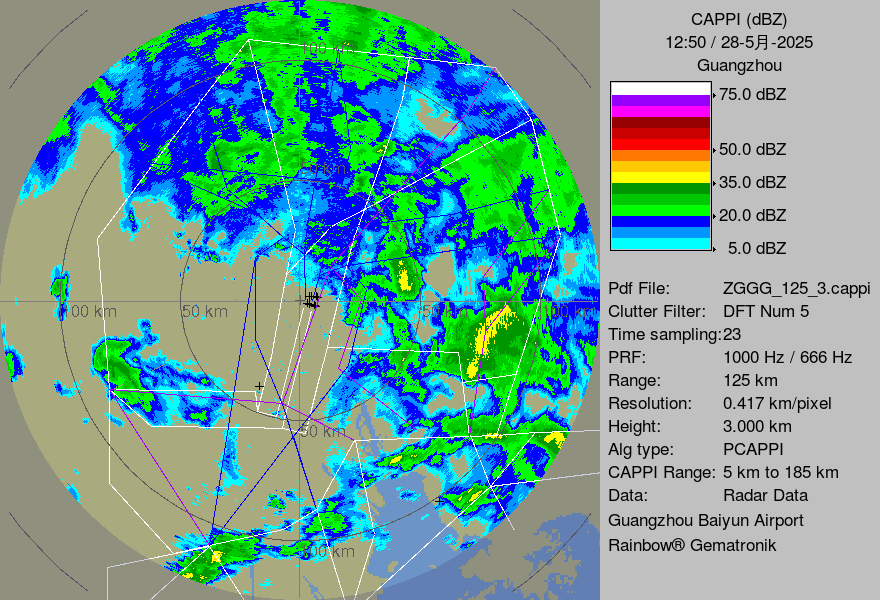 CAPPI (dBZ)
12:50 / 28-5月-2025
Guangzhou
75.0 dBZ
50.0 dBZ
35.0 dBZ
20.0 dBZ
5.0 dBZ
Pdf File: ZGGG_125_3.cappi
Clutter Filter: DFT Num 5
Time sampling:23
PRF: 1000 Hz / 666 Hz
Range: 125 km
Resolution: 0.417 km/pixel
Height: 3.000 km
Alg type: PCAPPI
CAPPI Range: 5 km to 185 km
Data: Radar Data
Guangzhou Baiyun Airport
Rainbow® Gematronik
100 km
50 km
100 km
50 km
50 km
100 km
50 km
100 km